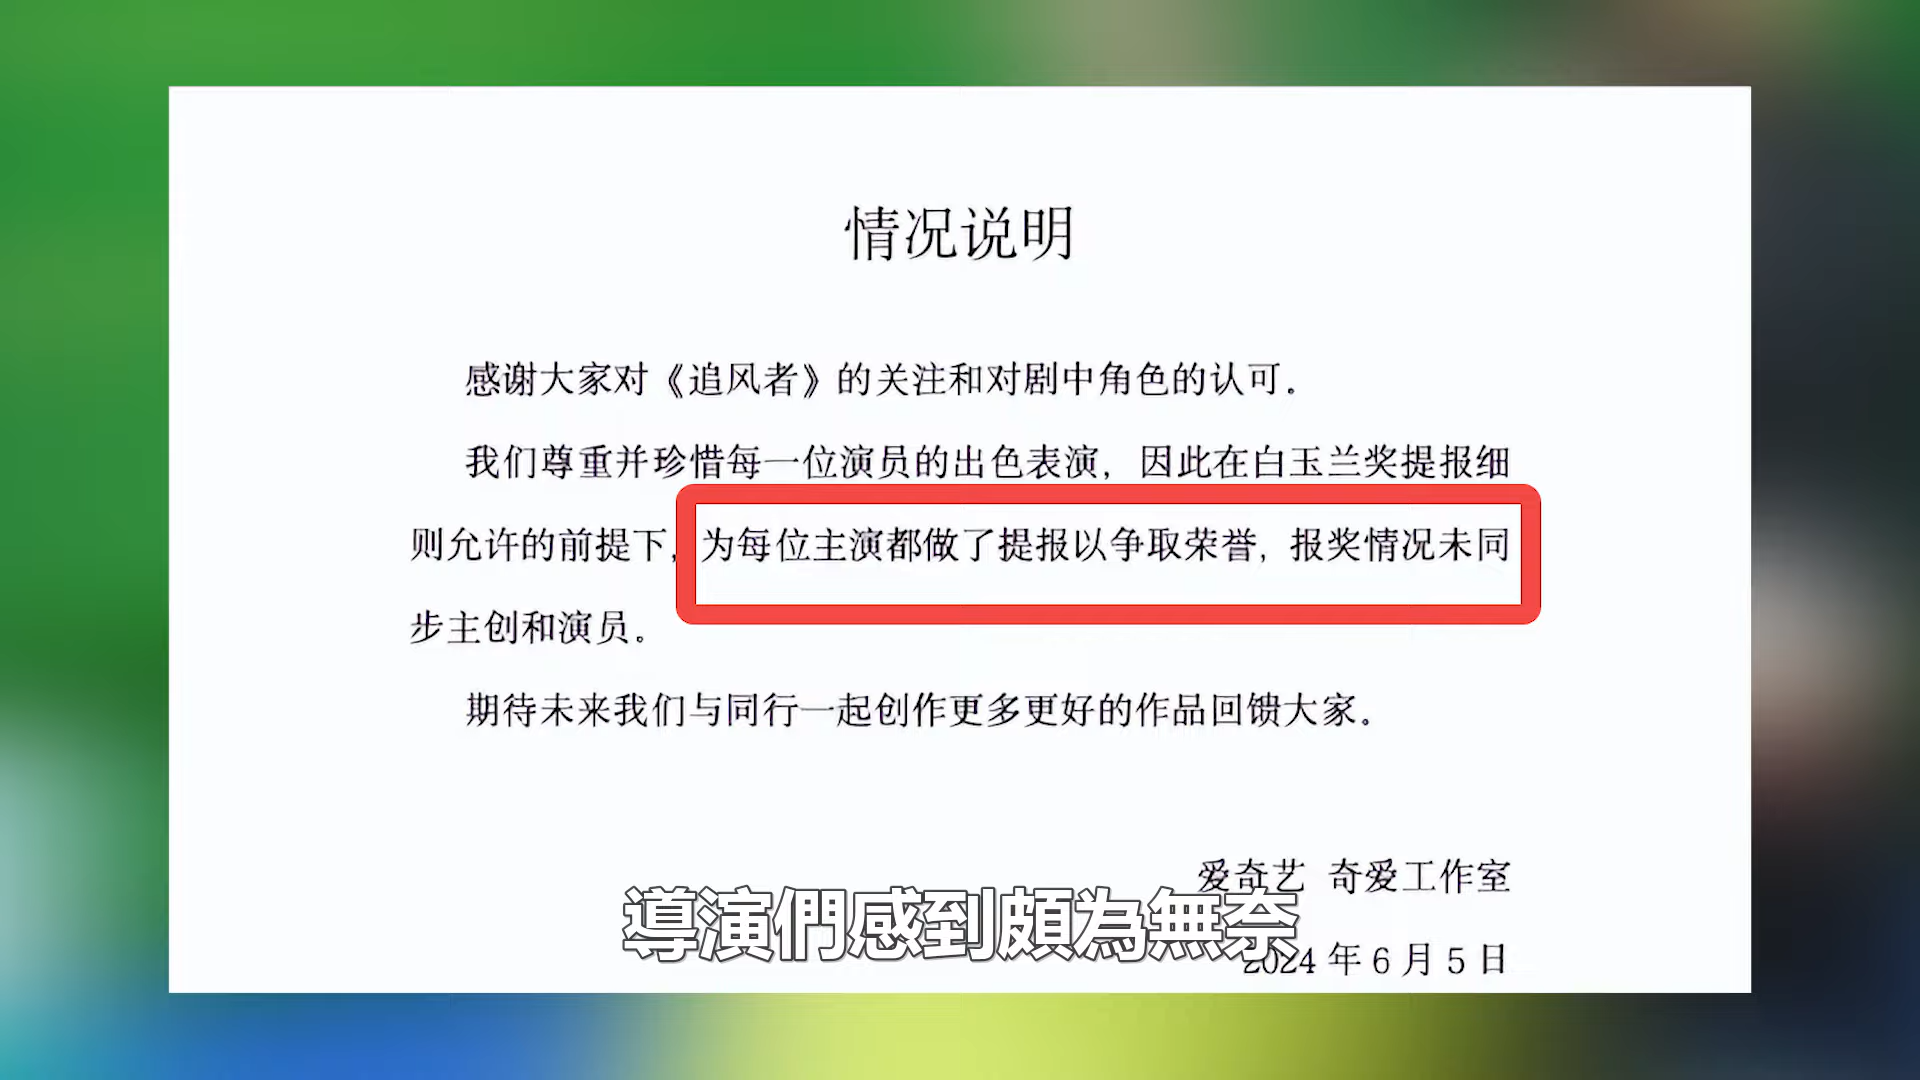 情况说明
感谢大家对《追风者》的关注和对剧中角色的认可.
我们尊重并珍惜每一位演员的出色表演，因此在白玉兰奖提报细
则允许的前提下，为每位主演都做了提报以争取荣誉，报奖情况未同
步主创和演员。
期待未来我们与同行一起创作更多更好的作品回馈大家。
爱奇艺 奇爱工作室
導演們感到頗為無奈
2024 年 6 月 5 日